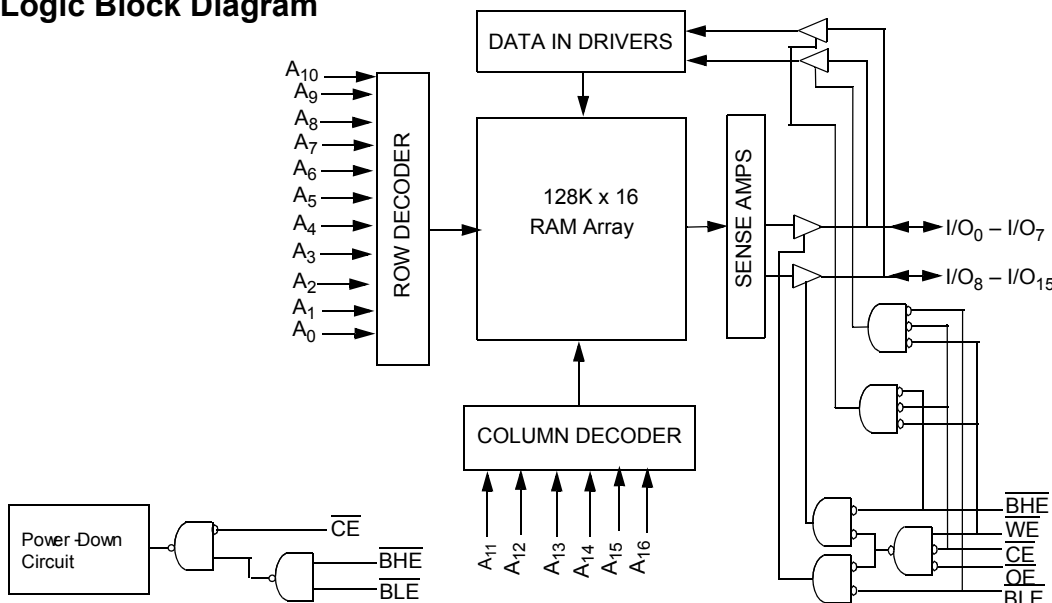 Logic Block Diagram
DATA IN DRIVERS
A10
A9
A8
A7
A6
A5
A4
A3
A2
A1
A0
ROW DECODER
128K x 16
RAM Array
SENSE AMPS
I/O0 – I/O7
I/O8 – I/O15
COLUMN DECODER
A11
A12
A13
A14
A15
A16
Power -Down
Circuit
CE
BHE
BLE
BHE
WE
CE
OE
BLE